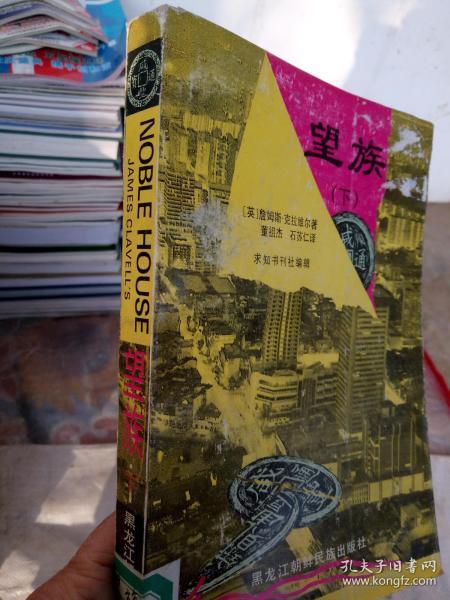 望族
(下)
[英]詹姆斯·克拉维尔著
董祖杰 石苏仁译
求知书刊社编辑
黑龙江朝鲜民族出版社
NOBLE HOUSE
JAMES CLAVELL'S
望族
下
黑龙江
孔夫子旧书网
www.kongfz.com